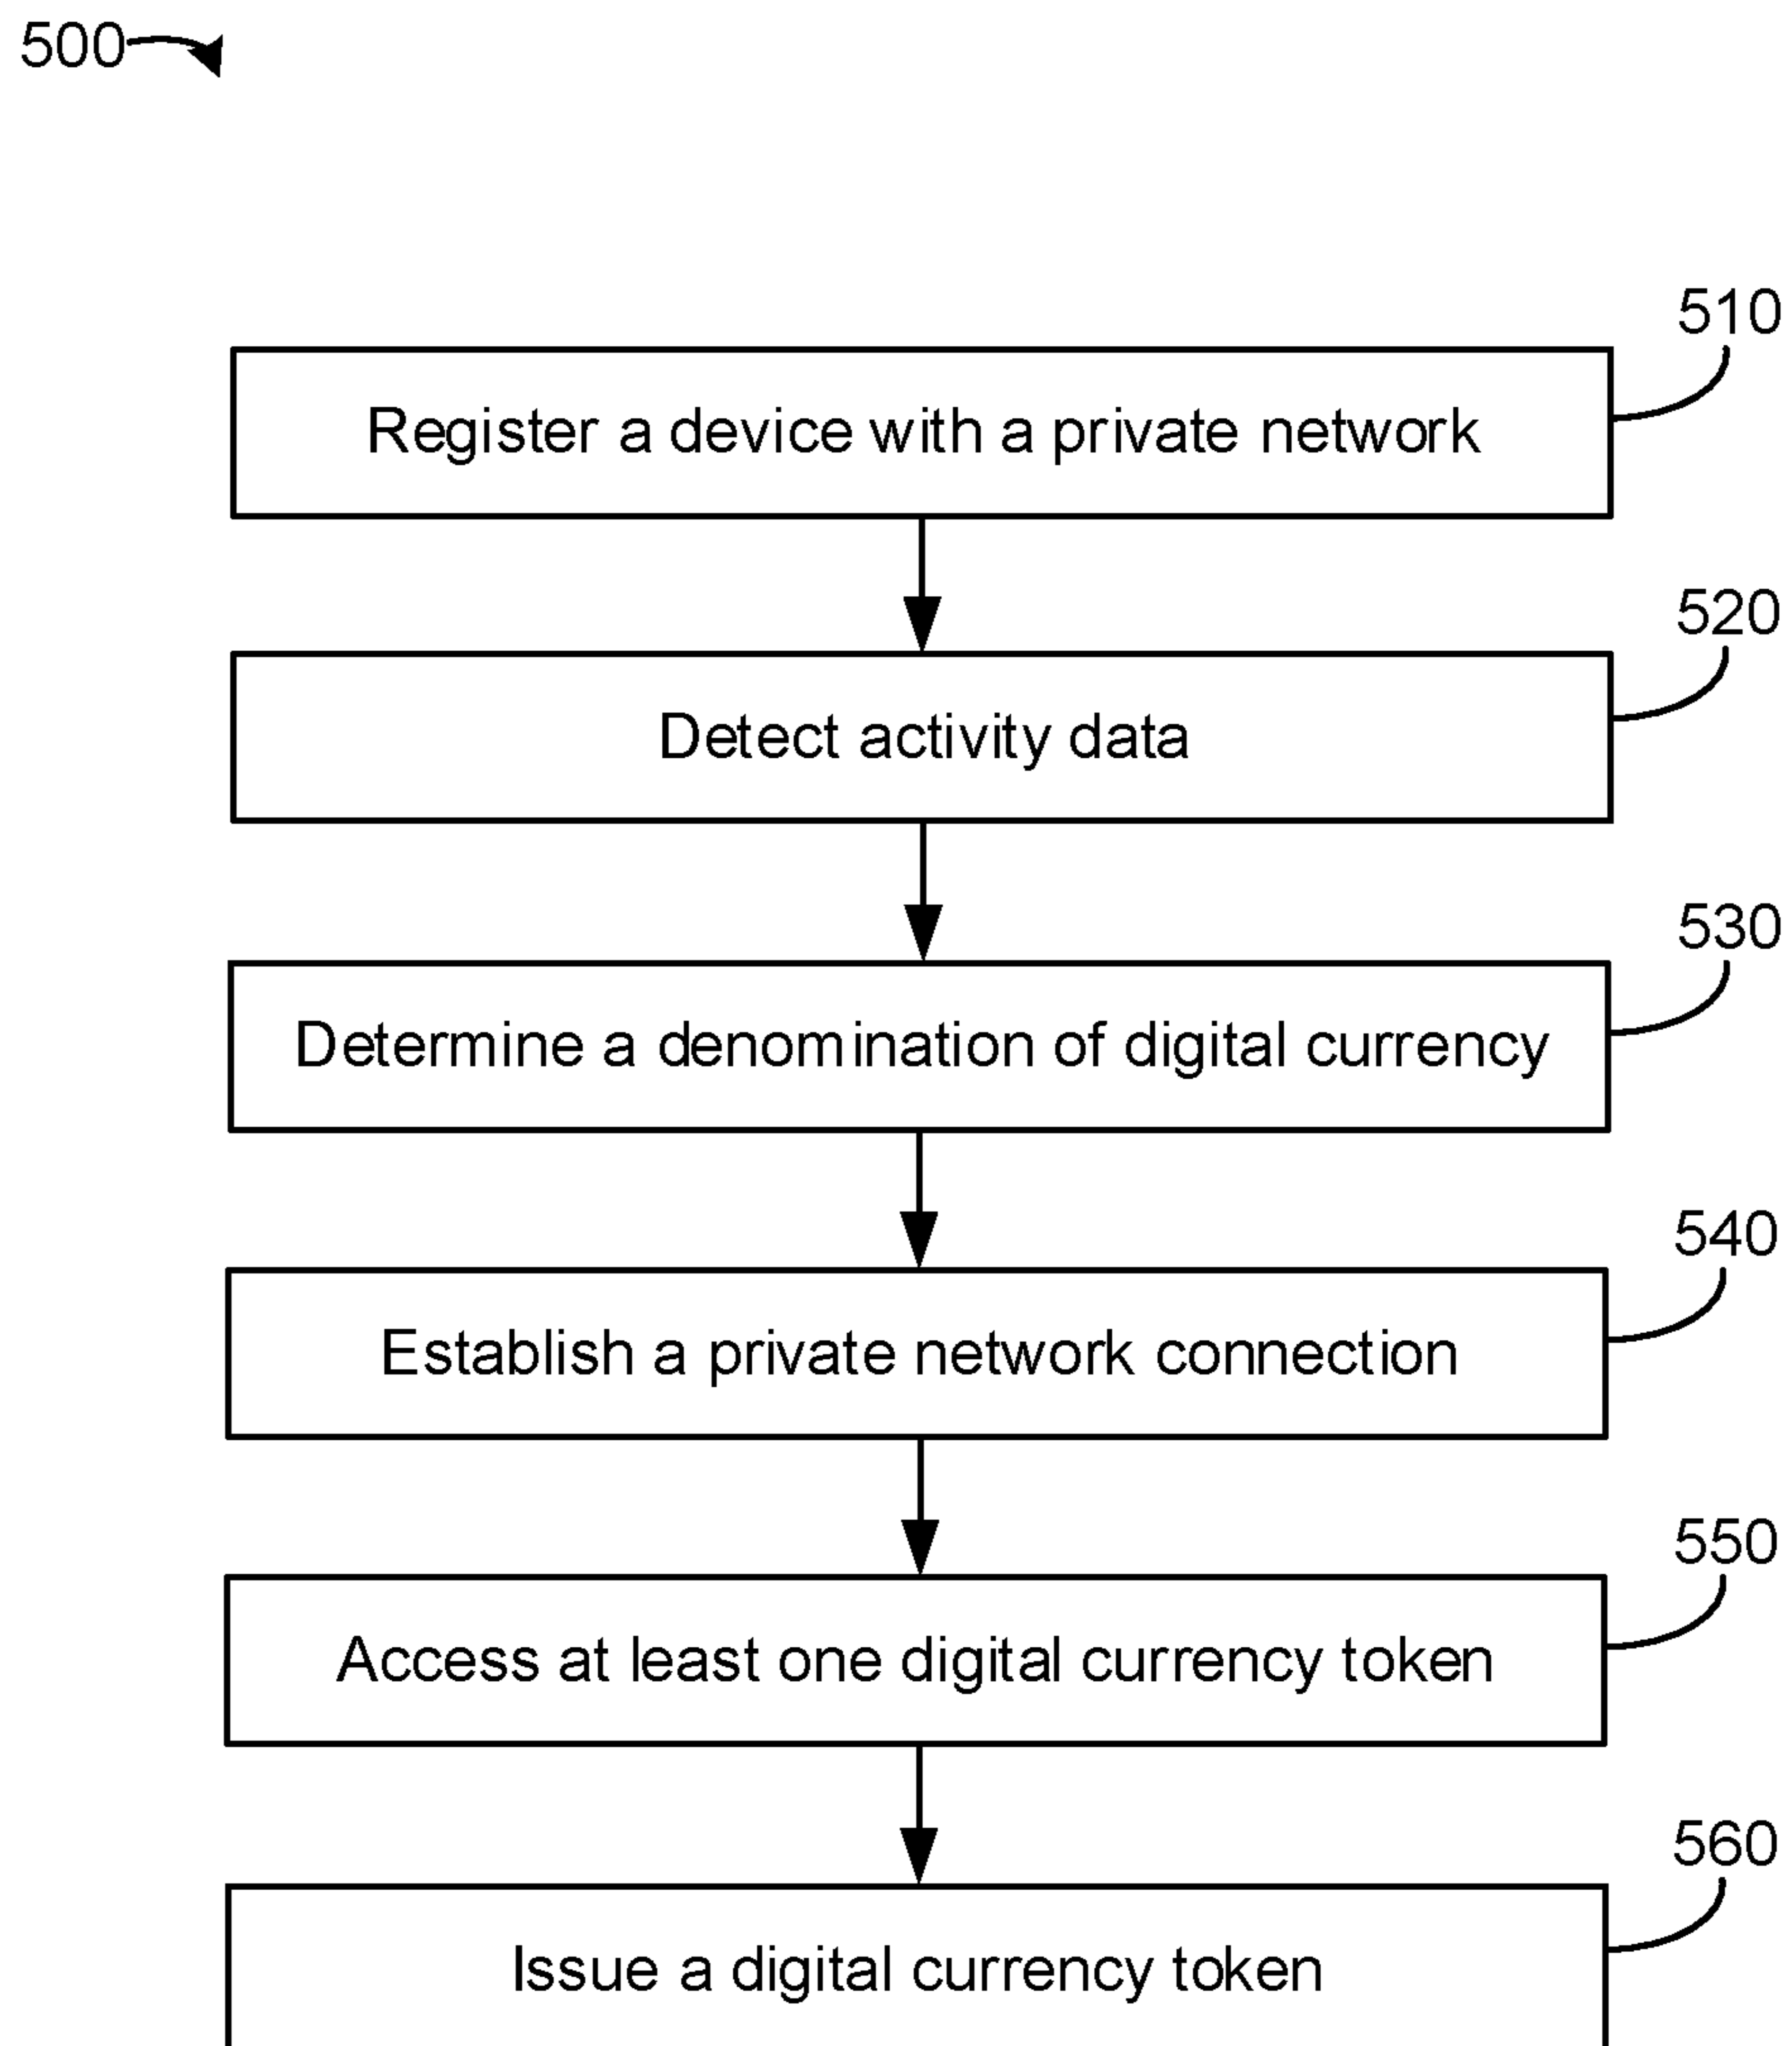 500
510
Register a device with a private network
520
Detect activity data
530
Determine a denomination of digital currency
540
Establish a private network connection
550
Access at least one digital currency token
560
Issue a digital currency token